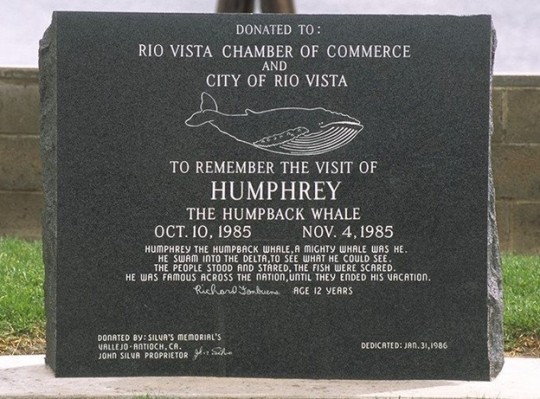 DONATED TO:
RIO VISTA CHAMBER OF COMMERCE
AND
CITY OF RIO VISTA
TO REMEMBER THE VISIT OF
HUMPHREY
THE HUMPBACK WHALE
OCT. 10, 1985 NOV. 4, 1985
HUMPHREY THE HUMPBACK WHALE, A MIGHTY WHALE WAS HE.
HE SWAM INTO THE DELTA, TO SEE WHAT HE COULD SEE.
THE PEOPLE STOOD AND STARED, THE FISH WERE SCARED.
HE WAS FAMOUS ACROSS THE NATION, UNTIL THEY ENDED HIS VACATION.
Richard AGE 12 YEARS
DONATED BY: SILVA'S MEMORIAL'S
VALLEJO-ANTIOCH, CA.
JOHN SILVA PROPRIETOR
DEDICATED: JAN. 31, 1986